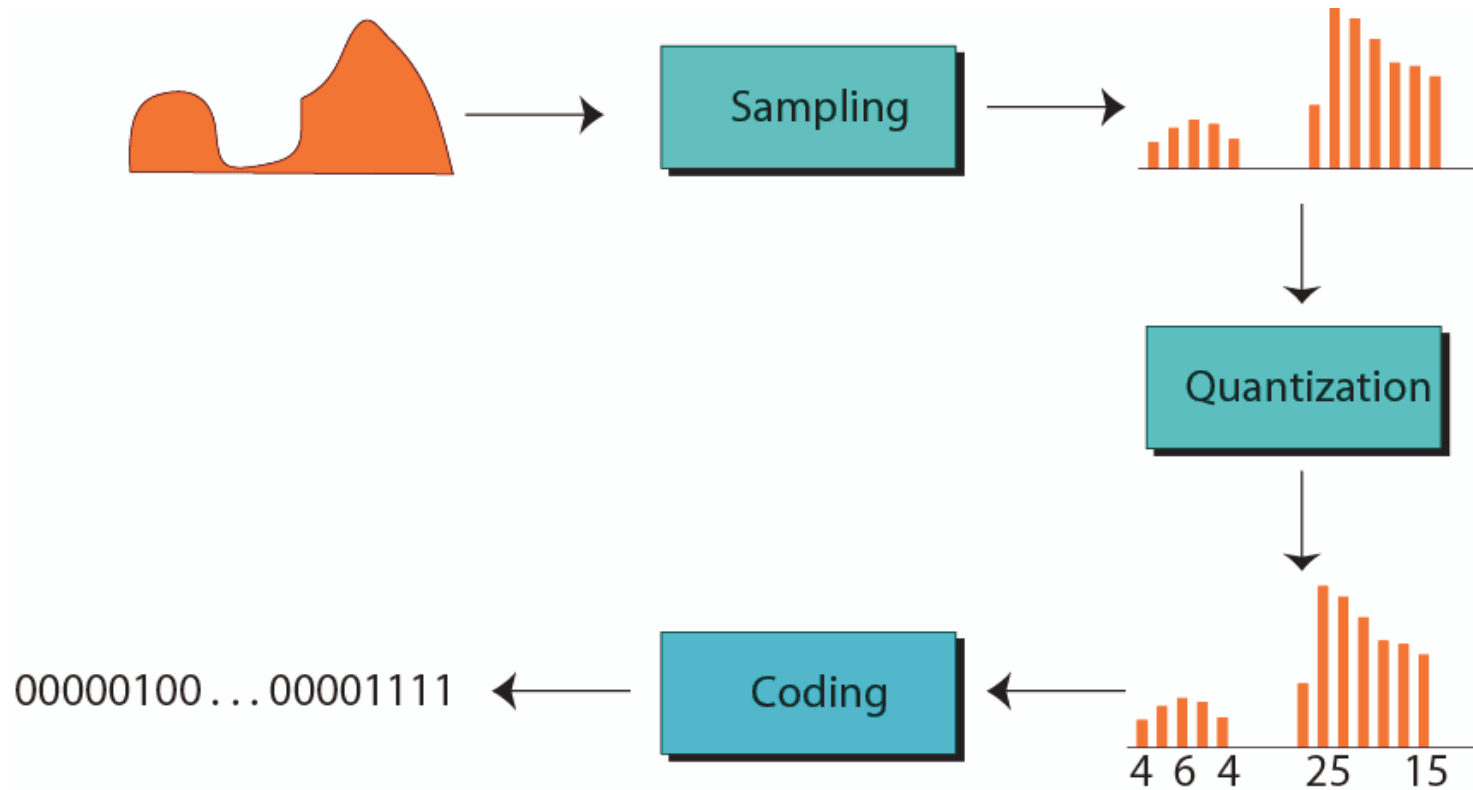 Sampling
Quantization
4 6 4 25 15
Coding
00000100...00001111